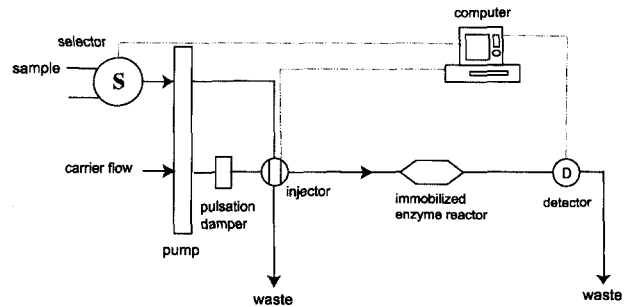 computer
selector
sample
S
carrier flow
injector
pulsation
damper
pump
immobilized
enzyme reactor
D
detector
waste
waste